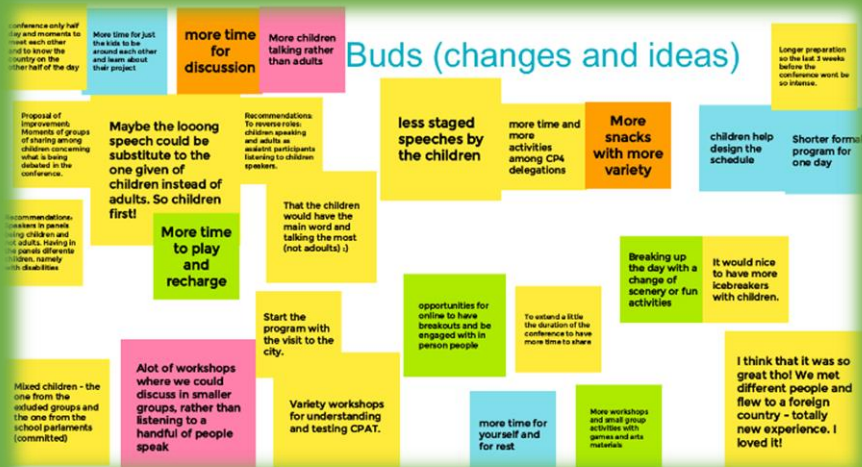 conference only half
day and moments to
meet each other
and to know the
country on the
other half of the day
More time for just
the kids to be
around each other
and learn about
their project
more time
for
discussion
More children
talking rather
than adults
Buds (changes and ideas)
Longer preparation
so the last 3 weeks
before the
conference wont be
so intense.
Proposal of
improvement:
Moments of groups
of sharing among
children concerning
what is being
debated in the
conference.
Maybe the looong
speech could be
substitute to the
one given of
children instead of
adults. So children
first!
Recommendations:
To reverse roles:
children speaking
and adults as
assiatnt participants
listening to children
speakers.
less staged
speeches by
the children
more time and
more
activities
among CP4
delegations
More
snacks
with more
variety
children help
design the
schedule
Shorter formal
program for
one day
Recommendations:
Speakers in panels
being children and
not adults. Having in
the panels diferente
children, namely
with disabilities
More time
to play
and
recharge
That the children
would have the
main word and
talking the most
(not adoults) :)
Breaking up
the day with a
change of
scenery or fun
activities
It would nice
to have more
icebreakers
with children.
Start the
program with
the visit to the
city.
opportunities for
online to have
breakouts and be
engaged with in
person people
To extend a little
the duration of the
conference to have
more time to share
Mixed children - the
one from the
exluded groups and
the one from the
school parlaments
(committed)
Alot of workshops
where we could
discuss in smaller
groups, rather than
listening to a
handful of people
speak
Variety workshops
for understanding
and testing CPAT.
more time for
yourself and
for rest
More workshops
and small group
activities with
games and arts
materials
I think that it was so
great tho! We met
different people and
flew to a foreign
country - totally
new experience. I
loved it!